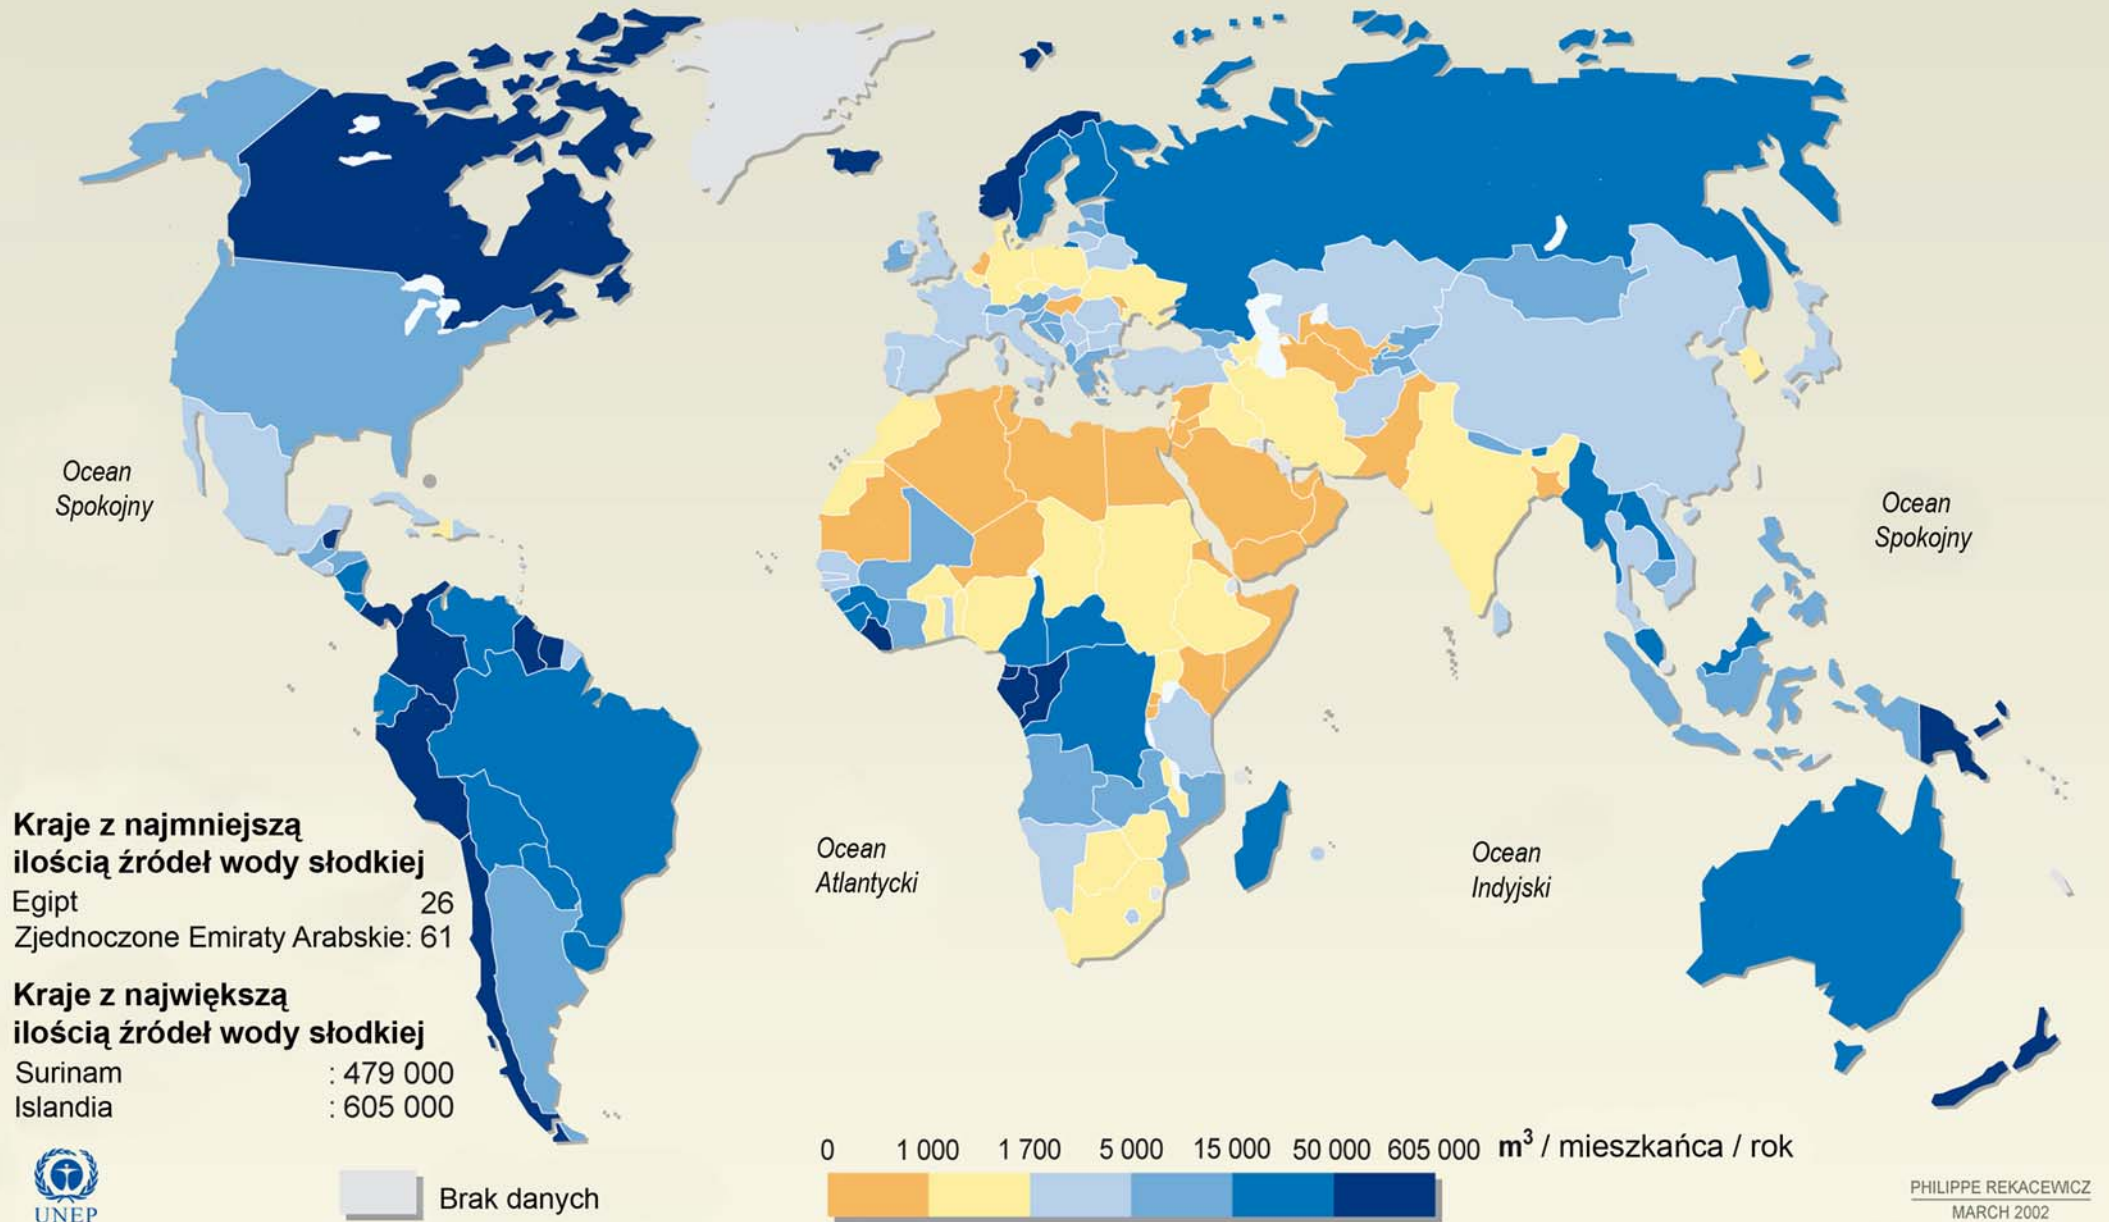 Ocean
Spokojny
Ocean
Spokojny
Ocean
Atlantycki
Ocean
Indyjski
Kraje z najmniejszą
ilością źródeł wody słodkiej
Egipt 26
Zjednoczone Emiraty Arabskie: 61
Kraje z największą
ilością źródeł wody słodkiej
Surinam : 479 000
Islandia : 605 000
0 1 000 1 700 5 000 15 000 50 000 605 000 m³ / mieszkańca / rok
Brak danych
UNEP
PHILIPPE REKACEWICZ
MARCH 2002